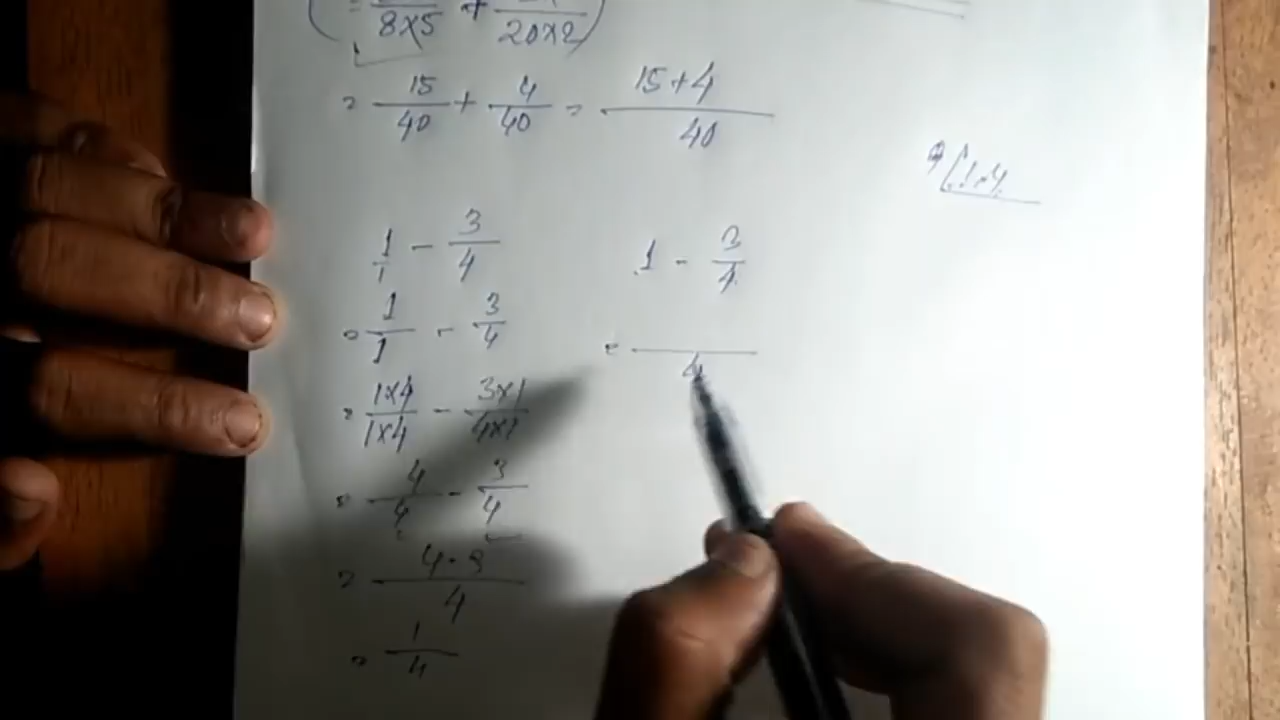 8×5 + 20×2)
= 15/40 + 4/40 = 15+4/40
1/1 - 3/4
= 1/1 - 3/4
= 1×4/1×4 - 3×1/4×1
= 4/4 - 3/4
= 4-3/4
= 1/4
1 - 3/4
= /4
1,4